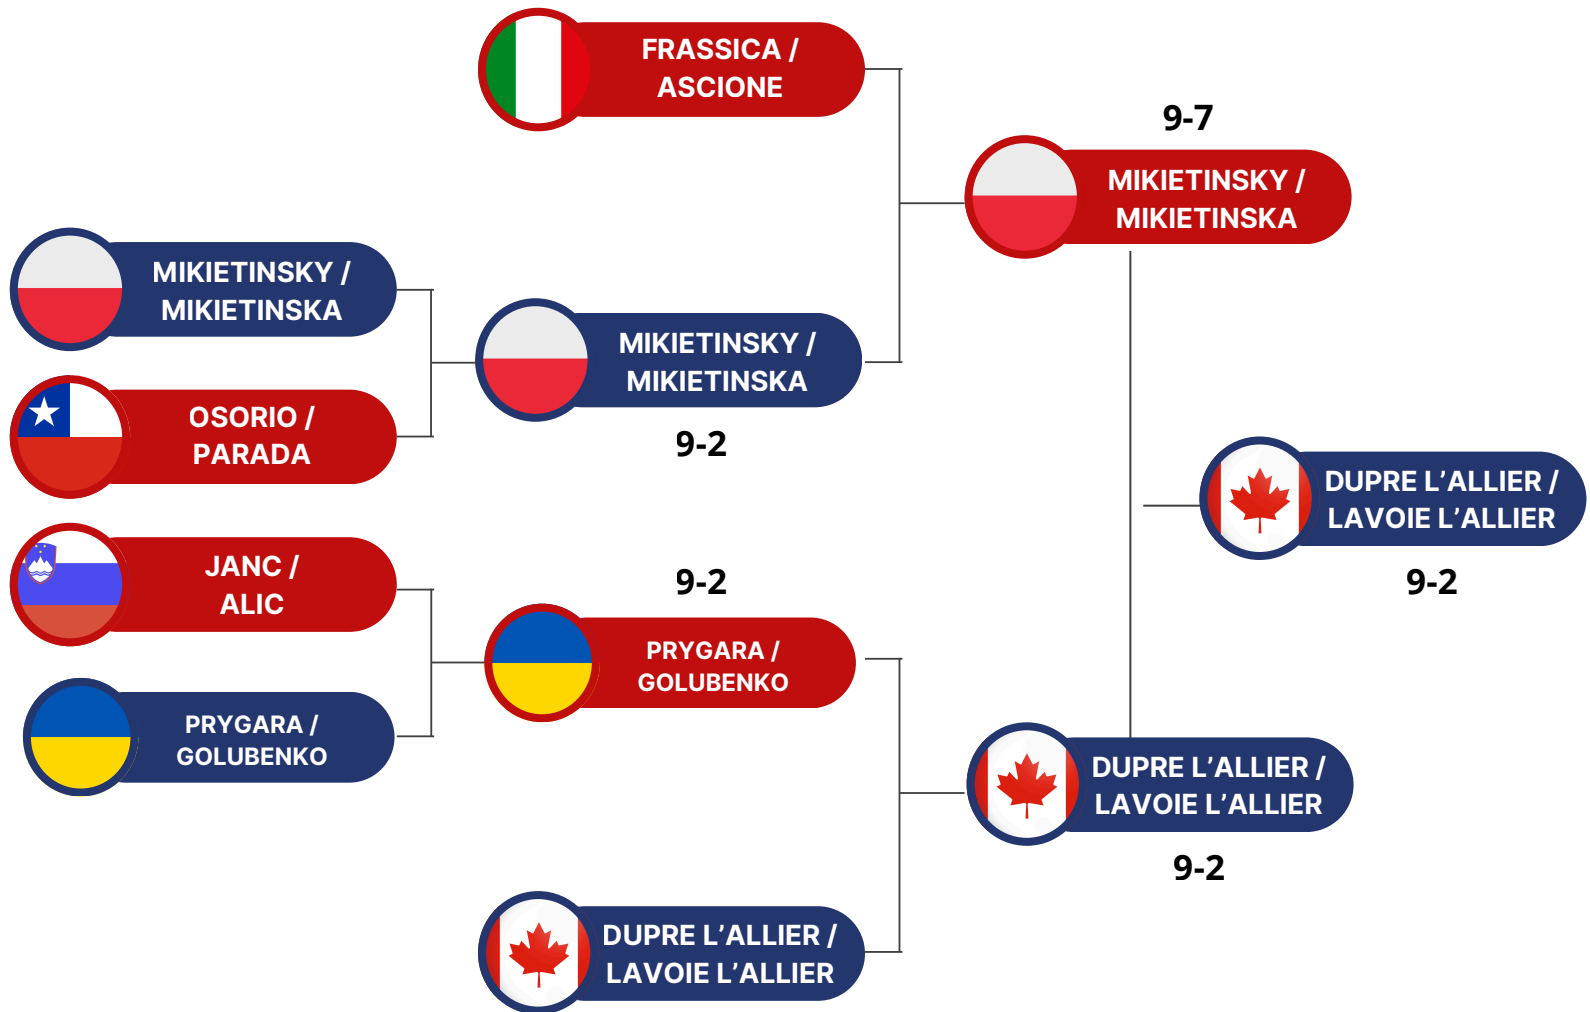 FRASSICA /
ASCIONE
9-7
MIKIETINSKY /
MIKIETINSKA
MIKIETINSKY /
MIKIETINSKA
MIKIETINSKY /
MIKIETINSKA
9-2
OSORIO /
PARADA
DUPRE L’ALLIER /
LAVOIE L’ALLIER
9-2
JANC /
ALIC
9-2
PRYGARA /
GOLUBENKO
PRYGARA /
GOLUBENKO
DUPRE L’ALLIER /
LAVOIE L’ALLIER
9-2
DUPRE L’ALLIER /
LAVOIE L’ALLIER